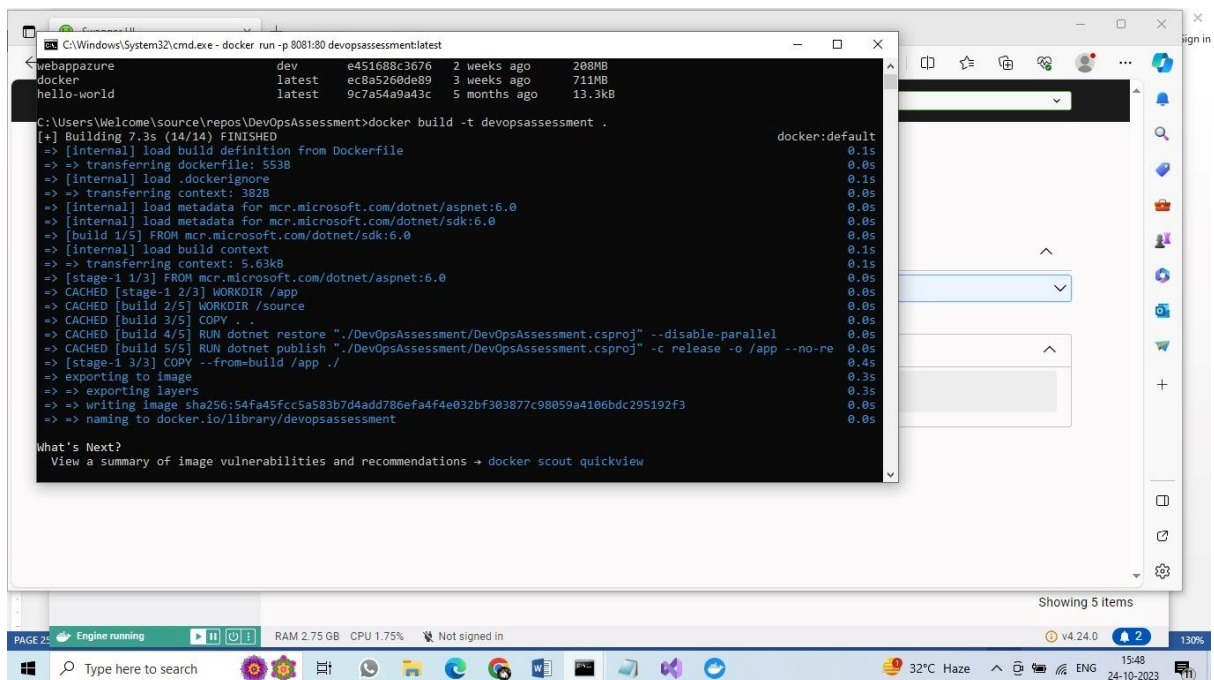 Swagger UI
Sign in
C:\Windows\System32\cmd.exe - docker run -p 8081:80 devopsassessment:latest
webappazure dev e451688c3676 2 weeks ago 208MB
docker latest ec8a5260de89 3 weeks ago 711MB
hello-world latest 9c7a54a9a43c 5 months ago 13.3kB
C:\Users\Welcome\source\repos\DevOpsAssessment>docker build -t devopsassessment .
[+] Building 7.3s (14/14) FINISHED docker:default
=> [internal] load build definition from Dockerfile 0.1s
=> => transferring dockerfile: 553B 0.0s
=> [internal] load .dockerignore 0.1s
=> => transferring context: 382B 0.0s
=> [internal] load metadata for mcr.microsoft.com/dotnet/aspnet:6.0 0.0s
=> [internal] load metadata for mcr.microsoft.com/dotnet/sdk:6.0 0.0s
=> [build 1/5] FROM mcr.microsoft.com/dotnet/sdk:6.0 0.0s
=> [internal] load build context 0.1s
=> => transferring context: 5.63kB 0.1s
=> [stage-1 1/3] FROM mcr.microsoft.com/dotnet/aspnet:6.0 0.0s
=> CACHED [stage-1 2/3] WORKDIR /app 0.0s
=> CACHED [build 2/5] WORKDIR /source 0.0s
=> CACHED [build 3/5] COPY . . 0.0s
=> CACHED [build 4/5] RUN dotnet restore "./DevOpsAssessment/DevOpsAssessment.csproj" --disable-parallel 0.0s
=> CACHED [build 5/5] RUN dotnet publish "./DevOpsAssessment/DevOpsAssessment.csproj" -c release -o /app --no-re 0.0s
=> [stage-1 3/3] COPY --from=build /app ./ 0.4s
=> exporting to image 0.3s
=> => exporting layers 0.3s
=> => writing image sha256:54fa45fcc5a583b7d4add786efa4f4e032bf303877c98059a4106bdc295192f3 0.0s
=> => naming to docker.io/library/devopsassessment 0.0s
What's Next?
View a summary of image vulnerabilities and recommendations → docker scout quickview
Showing 5 items
PAGE 25 Engine running RAM 2.75 GB CPU 1.75% Not signed in v4.24.0 2 130%
Type here to search 32°C Haze ENG 15:48
24-10-2023